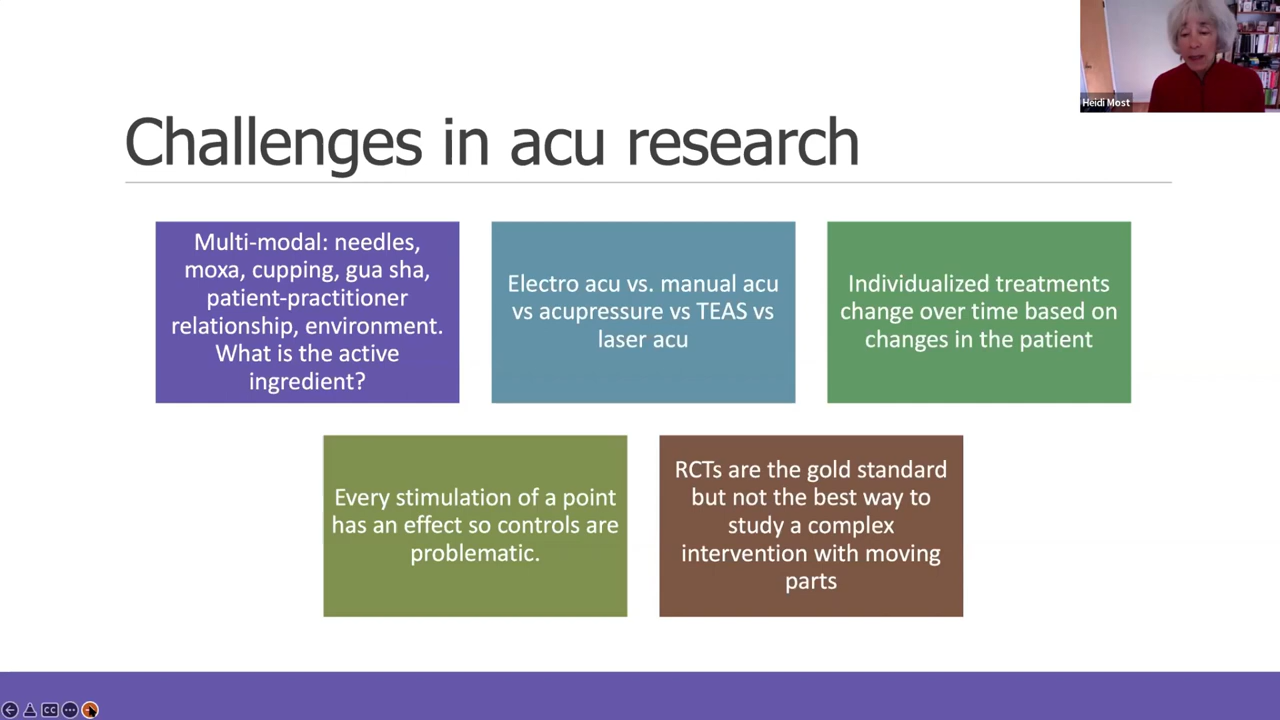 Heidi Most
Challenges in acu research
Multi-modal: needles,
moxa, cupping, gua sha,
patient-practitioner
relationship, environment.
What is the active
ingredient?
Electro acu vs. manual acu
vs acupressure vs TEAS vs
laser acu
Individualized treatments
change over time based on
changes in the patient
Every stimulation of a point
has an effect so controls are
problematic.
RCTs are the gold standard
but not the best way to
study a complex
intervention with moving
parts
CC